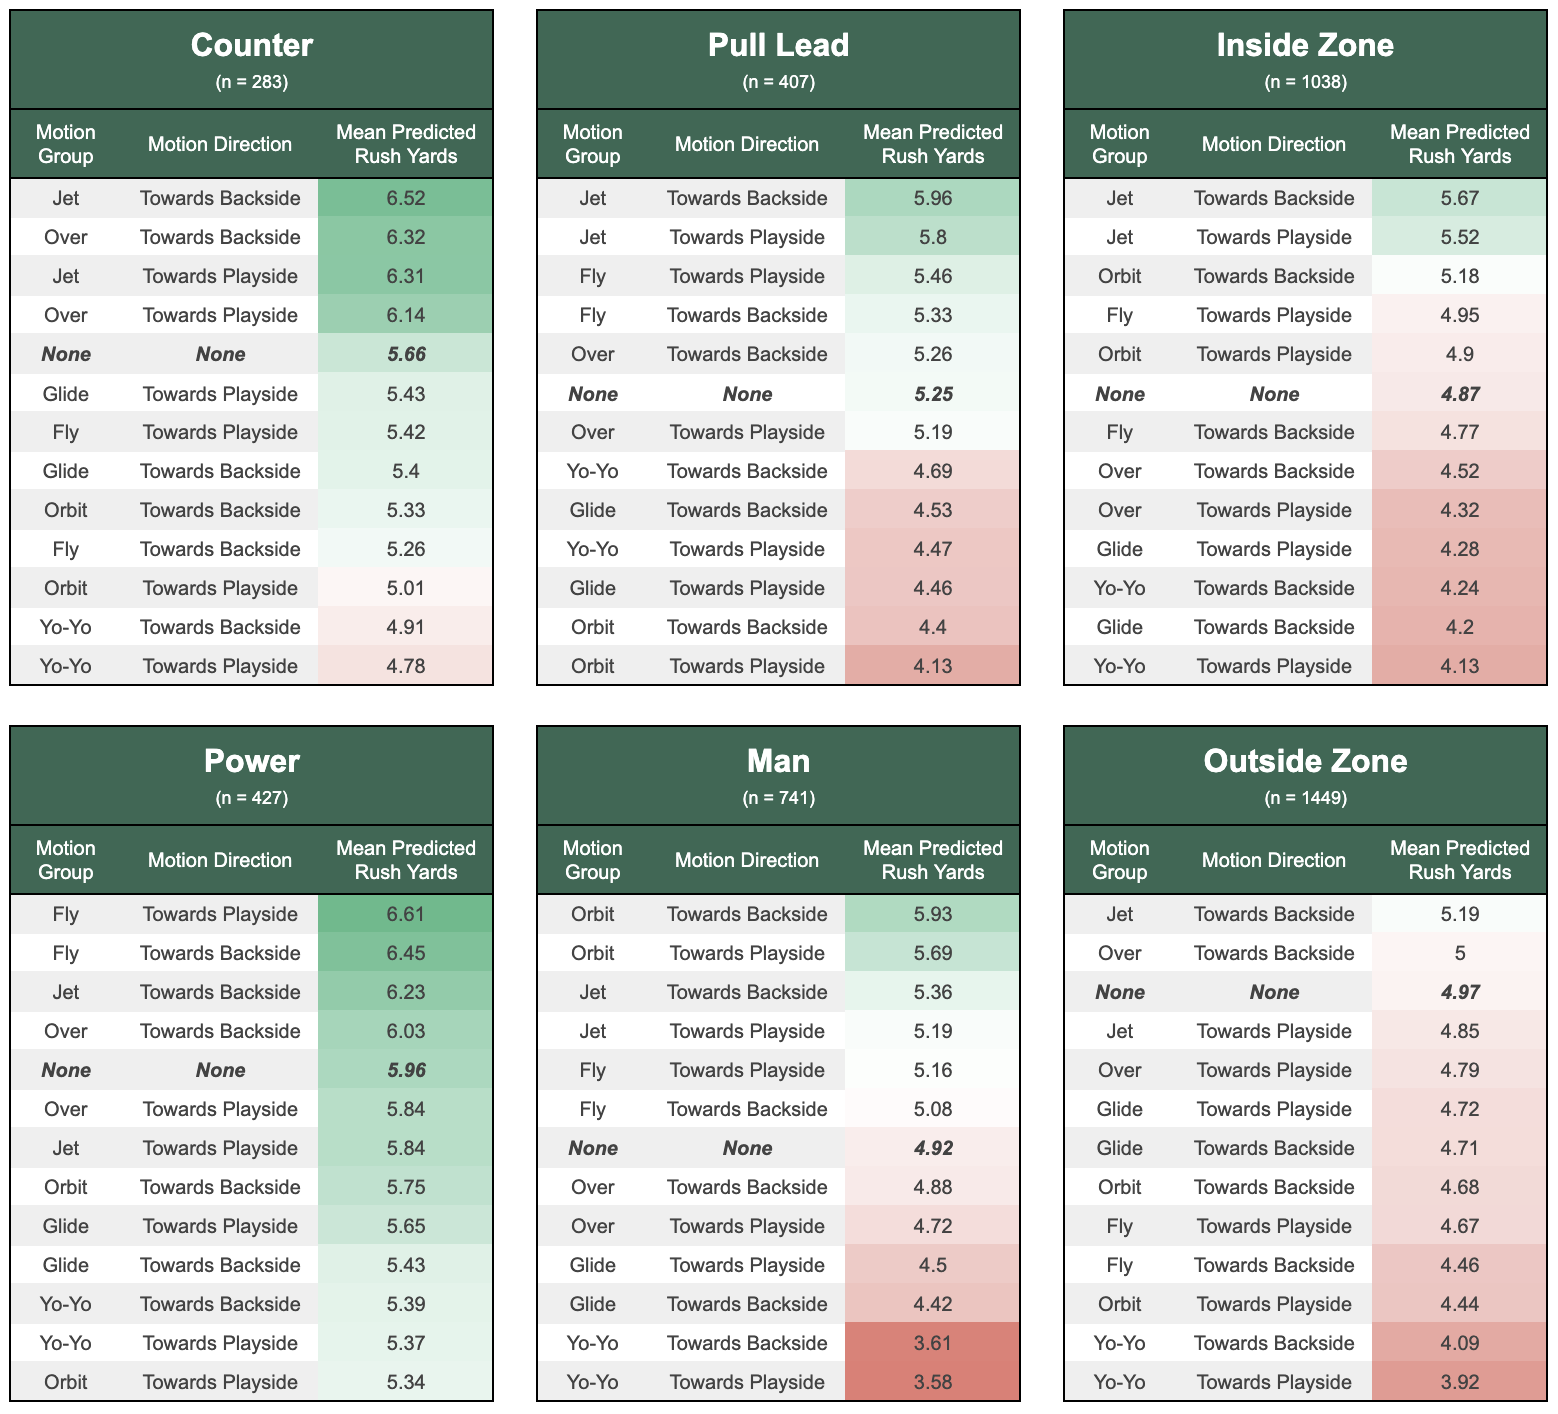 Counter
(n = 283)
Motion Group Motion Direction Mean Predicted Rush Yards
Jet Towards Backside 6.52
Over Towards Backside 6.32
Jet Towards Playside 6.31
Over Towards Playside 6.14
None None 5.66
Glide Towards Playside 5.43
Fly Towards Playside 5.42
Glide Towards Backside 5.4
Orbit Towards Backside 5.33
Fly Towards Backside 5.26
Orbit Towards Playside 5.01
Yo-Yo Towards Backside 4.91
Yo-Yo Towards Playside 4.78
Pull Lead
(n = 407)
Motion Group Motion Direction Mean Predicted Rush Yards
Jet Towards Backside 5.96
Jet Towards Playside 5.8
Fly Towards Playside 5.46
Fly Towards Backside 5.33
Over Towards Backside 5.26
None None 5.25
Over Towards Playside 5.19
Yo-Yo Towards Backside 4.69
Glide Towards Backside 4.53
Yo-Yo Towards Playside 4.47
Glide Towards Playside 4.46
Orbit Towards Backside 4.4
Orbit Towards Playside 4.13
Inside Zone
(n = 1038)
Motion Group Motion Direction Mean Predicted Rush Yards
Jet Towards Backside 5.67
Jet Towards Playside 5.52
Orbit Towards Backside 5.18
Fly Towards Playside 4.95
Orbit Towards Playside 4.9
None None 4.87
Fly Towards Backside 4.77
Over Towards Backside 4.52
Over Towards Playside 4.32
Glide Towards Playside 4.28
Yo-Yo Towards Backside 4.24
Glide Towards Backside 4.2
Yo-Yo Towards Playside 4.13
Power
(n = 427)
Motion Group Motion Direction Mean Predicted Rush Yards
Fly Towards Playside 6.61
Fly Towards Backside 6.45
Jet Towards Backside 6.23
Over Towards Backside 6.03
None None 5.96
Over Towards Playside 5.84
Jet Towards Playside 5.84
Orbit Towards Backside 5.75
Glide Towards Playside 5.65
Glide Towards Backside 5.43
Yo-Yo Towards Backside 5.39
Yo-Yo Towards Playside 5.37
Orbit Towards Playside 5.34
Man
(n = 741)
Motion Group Motion Direction Mean Predicted Rush Yards
Orbit Towards Backside 5.93
Orbit Towards Playside 5.69
Jet Towards Backside 5.36
Jet Towards Playside 5.19
Fly Towards Playside 5.16
Fly Towards Backside 5.08
None None 4.92
Over Towards Backside 4.88
Over Towards Playside 4.72
Glide Towards Playside 4.5
Glide Towards Backside 4.42
Yo-Yo Towards Backside 3.61
Yo-Yo Towards Playside 3.58
Outside Zone
(n = 1449)
Motion Group Motion Direction Mean Predicted Rush Yards
Jet Towards Backside 5.19
Over Towards Backside 5
None None 4.97
Jet Towards Playside 4.85
Over Towards Playside 4.79
Glide Towards Playside 4.72
Glide Towards Backside 4.71
Orbit Towards Backside 4.68
Fly Towards Playside 4.67
Fly Towards Backside 4.46
Orbit Towards Playside 4.44
Yo-Yo Towards Backside 4.09
Yo-Yo Towards Playside 3.92